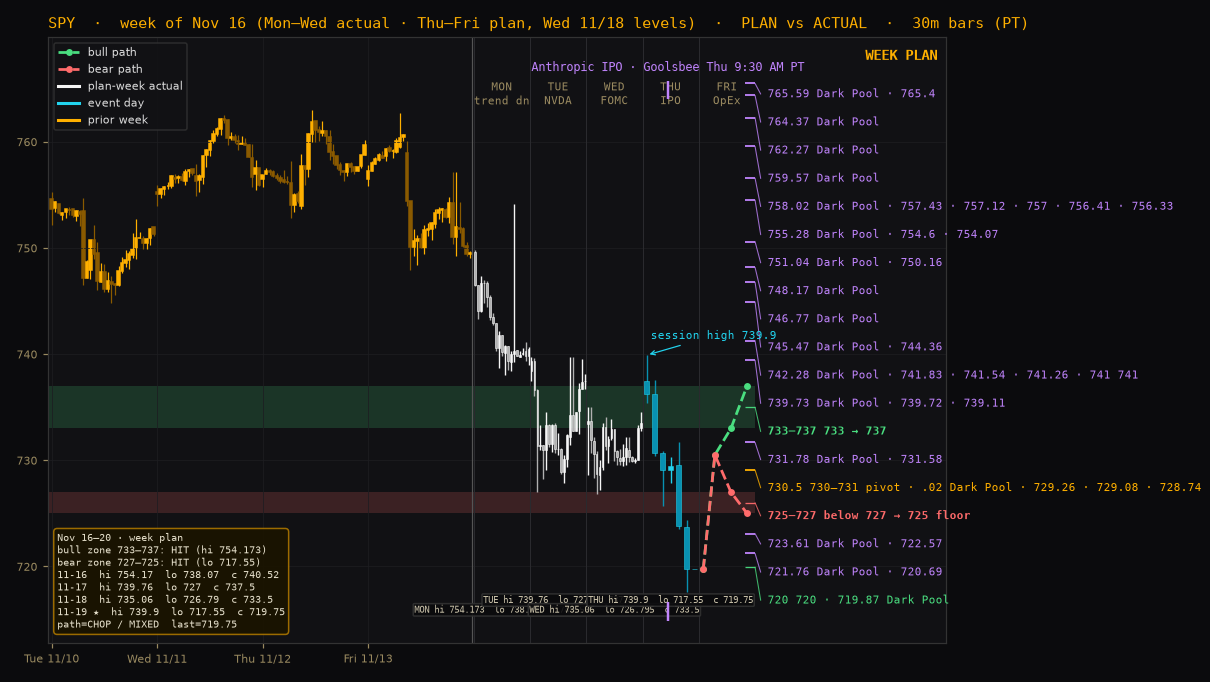 SPY · week of Nov 16 (Mon–Wed actual · Thu–Fri plan, Wed 11/18 levels) · PLAN vs ACTUAL · 30m bars (PT)
bull path
bear path
plan-week actual
event day
prior week
WEEK PLAN
Anthropic IPO · Goolsbee Thu 9:30 AM PT
MON
trend dn
TUE
NVDA
WED
FOMC
THU
IPO
FRI
OpEx
765.59 Dark Pool · 765.4
764.37 Dark Pool
762.27 Dark Pool
759.57 Dark Pool
758.02 Dark Pool · 757.43 · 757.12 · 757 · 756.41 · 756.33
755.28 Dark Pool · 754.6 · 754.07
751.04 Dark Pool · 750.16
748.17 Dark Pool
746.77 Dark Pool
745.47 Dark Pool · 744.36
742.28 Dark Pool · 741.83 · 741.54 · 741.26 · 741 741
739.73 Dark Pool · 739.72 · 739.11
733–737 733 → 737
731.78 Dark Pool · 731.58
730.5 730–731 pivot · .02 Dark Pool · 729.26 · 729.08 · 728.74
725–727 below 727 → 725 floor
723.61 Dark Pool · 722.57
721.76 Dark Pool · 720.69
720 720 · 719.87 Dark Pool
session high 739.9
760
750
740
730
720
Nov 16–20 · week plan
bull zone 733–737: HIT (hi 754.173)
bear zone 727–725: HIT (lo 717.55)
11-16 hi 754.17 lo 738.07 c 740.52
11-17 hi 739.76 lo 727 c 737.5
11-18 hi 735.06 lo 726.79 c 733.5
11-19 ★ hi 739.9 lo 717.55 c 719.75
path=CHOP / MIXED last=719.75
TUE hi 739.76 lo 727
THU hi 739.9 lo 717.55 c 719.75
MON hi 754.173 lo 738
WED hi 735.06 lo 726.795 c 733.5
Tue 11/10
Wed 11/11
Thu 11/12
Fri 11/13